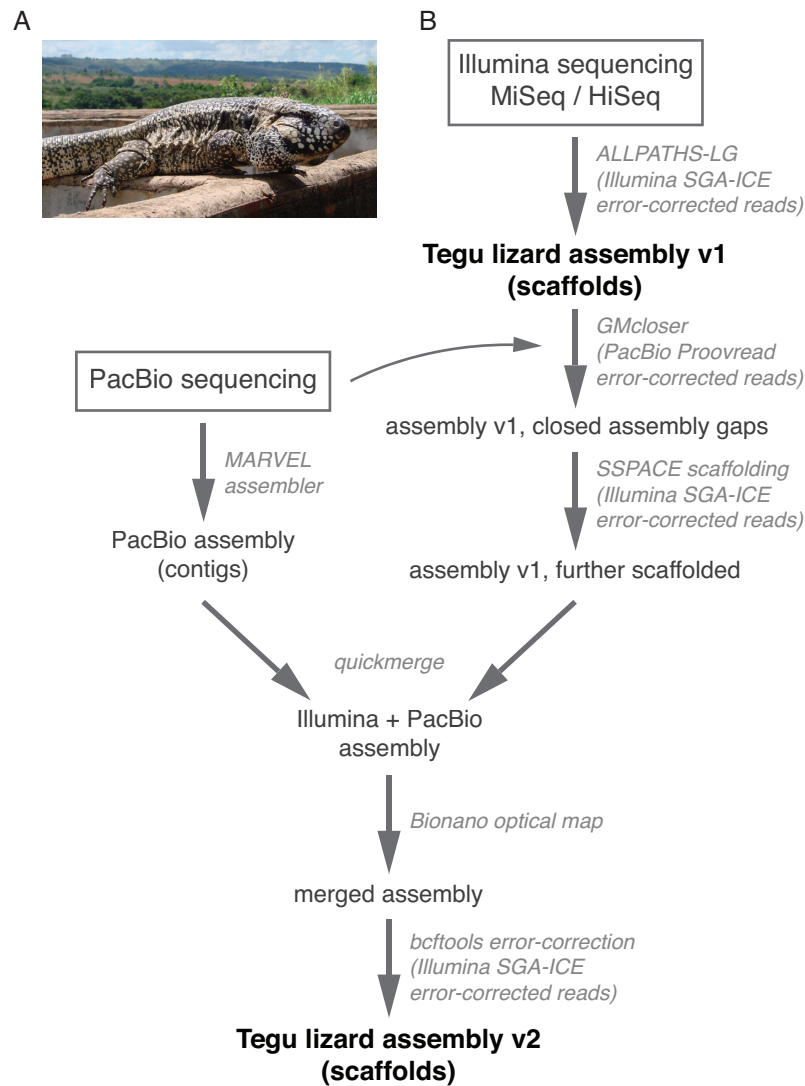 A
B
Illumina sequencing
MiSeq / HiSeq
ALLPATHS-LG
(Illumina SGA-ICE
error-corrected reads)
Tegu lizard assembly v1
(scaffolds)
GMcloser
(PacBio Proovread
error-corrected reads)
PacBio sequencing
assembly v1, closed assembly gaps
MARVEL
assembler
SSPACE scaffolding
(Illumina SGA-ICE
error-corrected reads)
PacBio assembly
(contigs)
assembly v1, further scaffolded
quickmerge
Illumina + PacBio
assembly
Bionano optical map
merged assembly
bcftools error-correction
(Illumina SGA-ICE
error-corrected reads)
Tegu lizard assembly v2
(scaffolds)